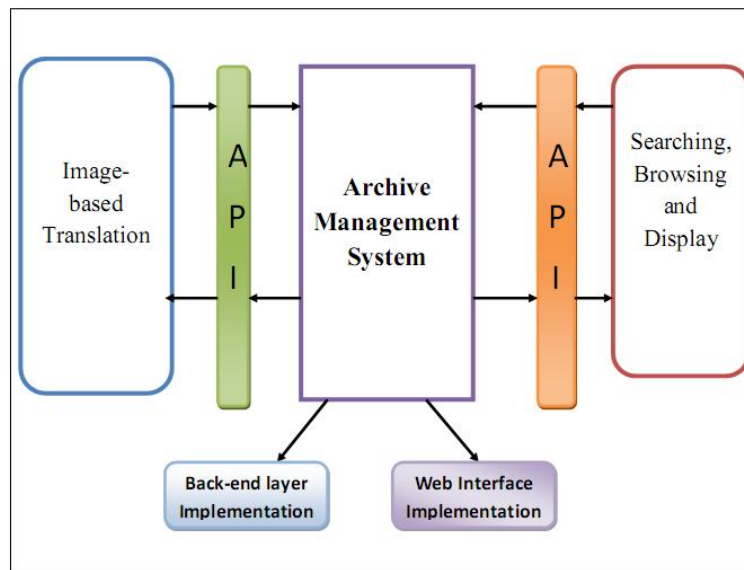 Image-
based
Translation
A
P
I
Archive
Management
System
A
P
I
Searching,
Browsing
and
Display
Back-end layer
Implementation
Web Interface
Implementation